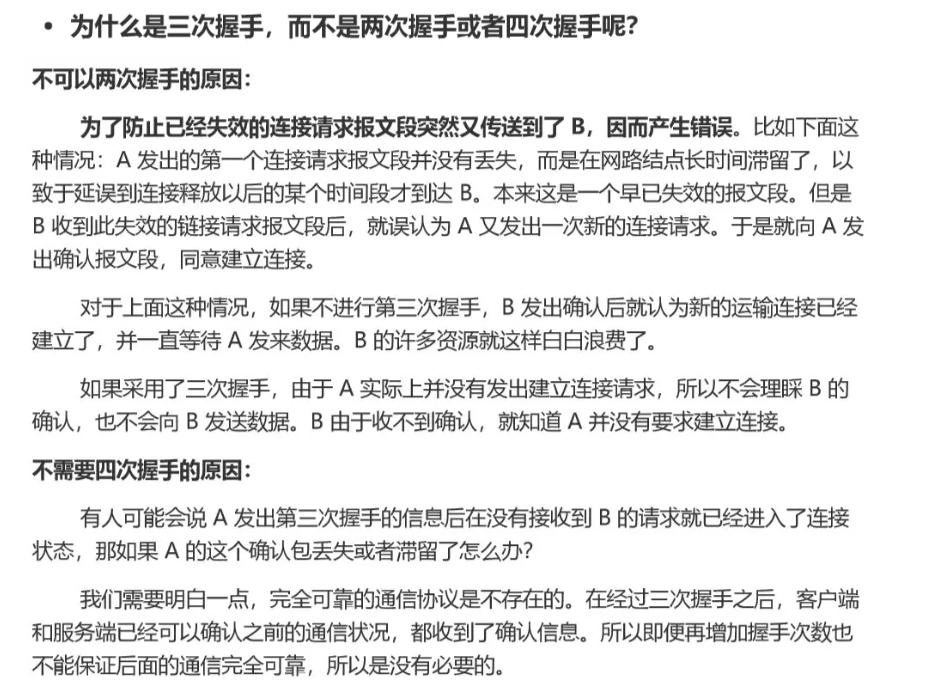 • 为什么是三次握手，而不是两次握手或者四次握手呢？
不可以两次握手的原因：
为了防止已经失效的连接请求报文段突然又传送到了 B，因而产生错误。比如下面这
种情况：A 发出的第一个连接请求报文段并没有丢失，而是在网路结点长时间滞留了，以
致于延误到连接释放以后的某个时间段才到达 B。本来这是一个早已失效的报文段。但是
B 收到此失效的链接请求报文段后，就误认为 A 又发出一次新的连接请求。于是就向 A 发
出确认报文段，同意建立连接。
对于上面这种情况，如果不进行第三次握手，B 发出确认后就认为新的运输连接已经
建立了，并一直等待 A 发来数据。B 的许多资源就这样白白浪费了。
如果采用了三次握手，由于 A 实际上并没有发出建立连接请求，所以不会理睬 B 的
确认，也不会向 B 发送数据。B 由于收不到确认，就知道 A 并没有要求建立连接。
不需要四次握手的原因：
有人可能会说 A 发出第三次握手的信息后在没有接收到 B 的请求就已经进入了连接
状态，那如果 A 的这个确认包丢失或者滞留了怎么办？
我们需要明白一点，完全可靠的通信协议是不存在的。在经过三次握手之后，客户端
和服务端已经可以确认之前的通信状况，都收到了确认信息。所以即便再增加握手次数也
不能保证后面的通信完全可靠，所以是没有必要的。